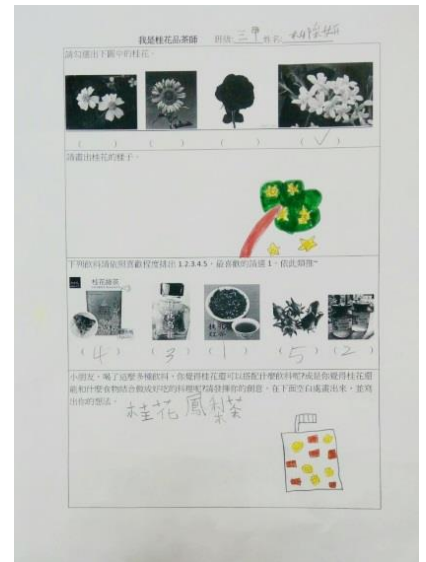 我是桂花品茶師 班級:三甲 姓名:
請勾選出下圖中的桂花。
( ) ( ) ( ) (✓)
請畫出桂花的樣子。
下列飲料請依照喜歡程度排出 1.2.3.4.5，最喜歡的請選 1，依此類推~
桂花綠茶
(4) (3) (1) (5) (2)
小朋友，喝了這麼多種飲料，你覺得桂花還可以搭配什麼飲料呢?或是你覺得桂花還
能和什麼食物結合做成好吃的料理呢?請發揮你的創意，在下面空白處畫出來，並寫
出你的想法。
桂花鳳梨茶